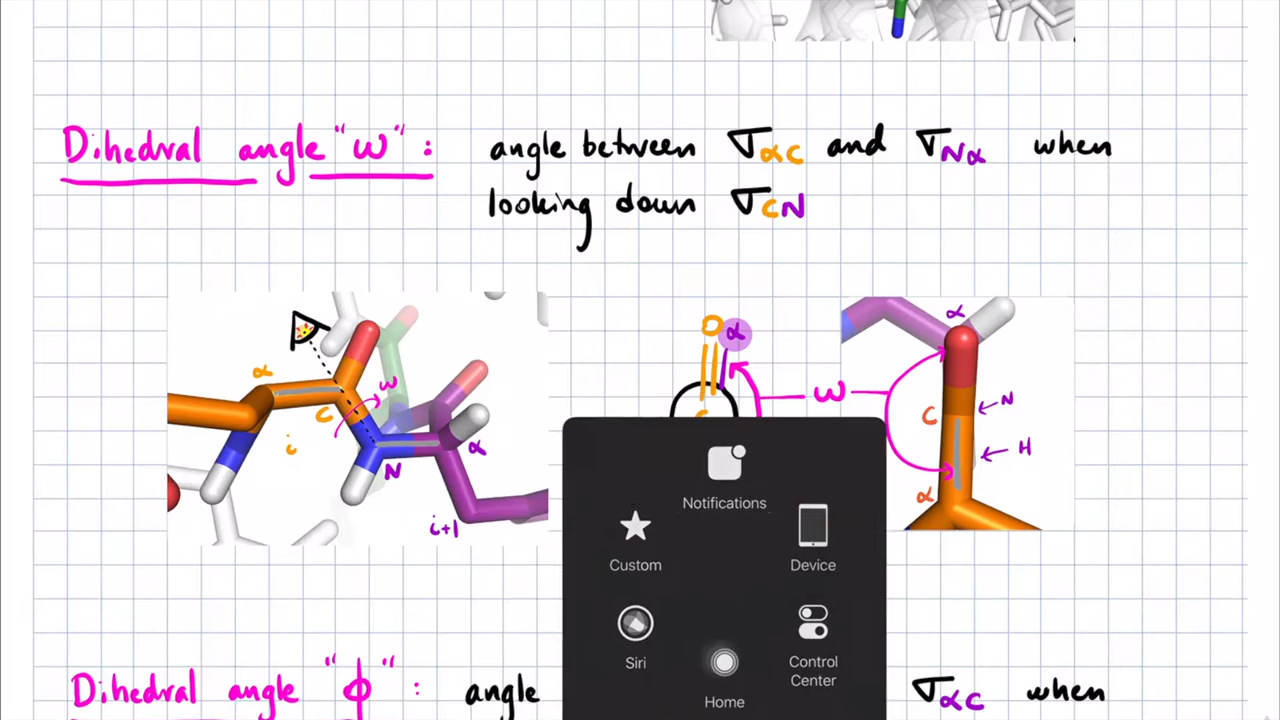 Dihedral angle "ω": angle between σαC and σNα when
looking down σCN
α
C
ω
i
N
α
i+1
O
α
ω
α
C
N
H
α
Notifications
Custom
Device
Siri
Control
Center
Home
Dihedral angle "ϕ": angle
σαC when